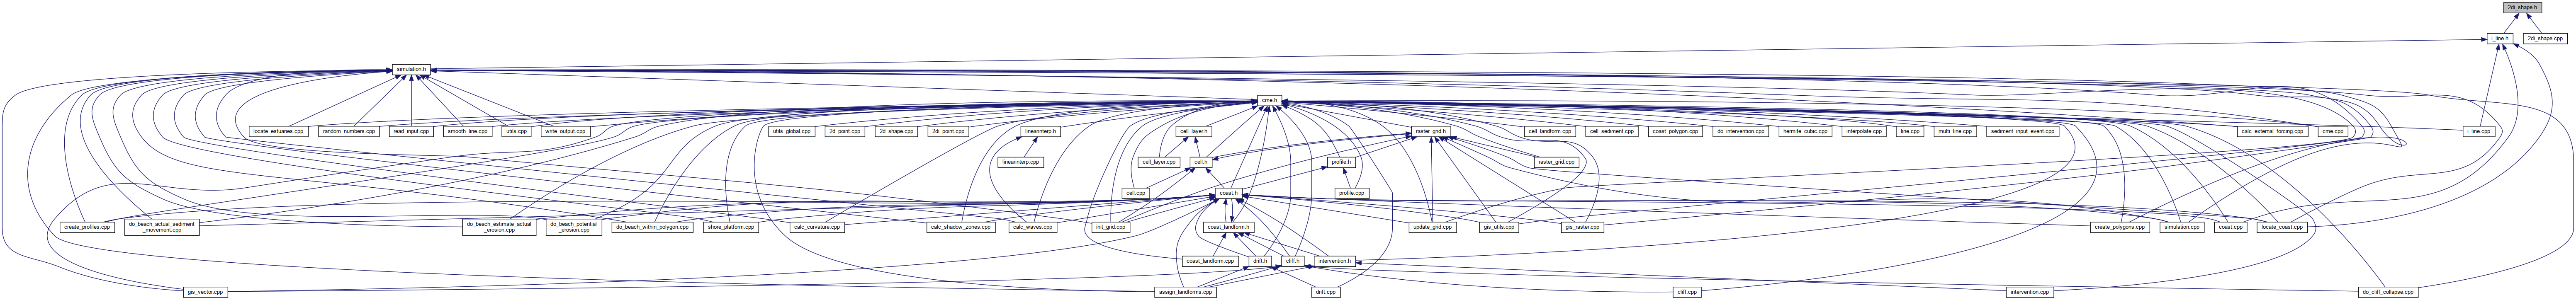 2di_shape.h
i_line.h
2di_shape.cpp
simulation.h
cme.h
locate_estuaries.cpp
random_numbers.cpp
read_input.cpp
smooth_line.cpp
utils.cpp
write_output.cpp
utils_global.cpp
2d_point.cpp
2d_shape.cpp
2di_point.cpp
linearinterp.h
cell_layer.h
raster_grid.h
cell_landform.cpp
cell_sediment.cpp
coast_polygon.cpp
do_intervention.cpp
hermite_cubic.cpp
interpolate.cpp
line.cpp
multi_line.cpp
sediment_input_event.cpp
calc_external_forcing.cpp
cme.cpp
i_line.cpp
linearinterp.cpp
cell_layer.cpp
cell.h
profile.h
raster_grid.cpp
cell.cpp
coast.h
profile.cpp
create_profiles.cpp
do_beach_actual_sediment
_movement.cpp
do_beach_estimate_actual
_erosion.cpp
do_beach_potential
_erosion.cpp
do_beach_within_polygon.cpp
shore_platform.cpp
calc_curvature.cpp
calc_shadow_zones.cpp
calc_waves.cpp
init_grid.cpp
coast_landform.h
update_grid.cpp
gis_utils.cpp
gis_raster.cpp
create_polygons.cpp
simulation.cpp
coast.cpp
locate_coast.cpp
coast_landform.cpp
drift.h
cliff.h
intervention.h
gis_vector.cpp
assign_landforms.cpp
drift.cpp
cliff.cpp
intervention.cpp
do_cliff_collapse.cpp